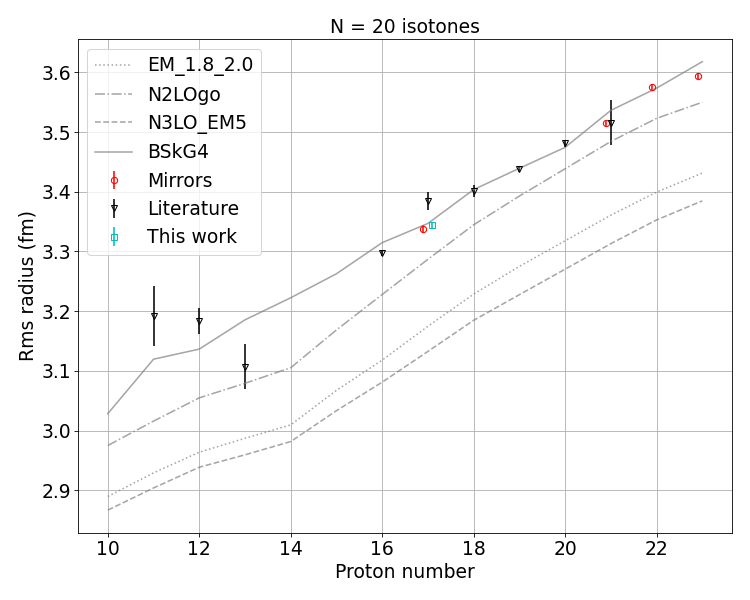 N = 20 isotones
EM_1.8_2.0
N2LOgo
N3LO_EM5
BSkG4
Mirrors
Literature
This work
Rms radius (fm)
3.6
3.5
3.4
3.3
3.2
3.1
3.0
2.9
10 12 14 16 18 20 22
Proton number